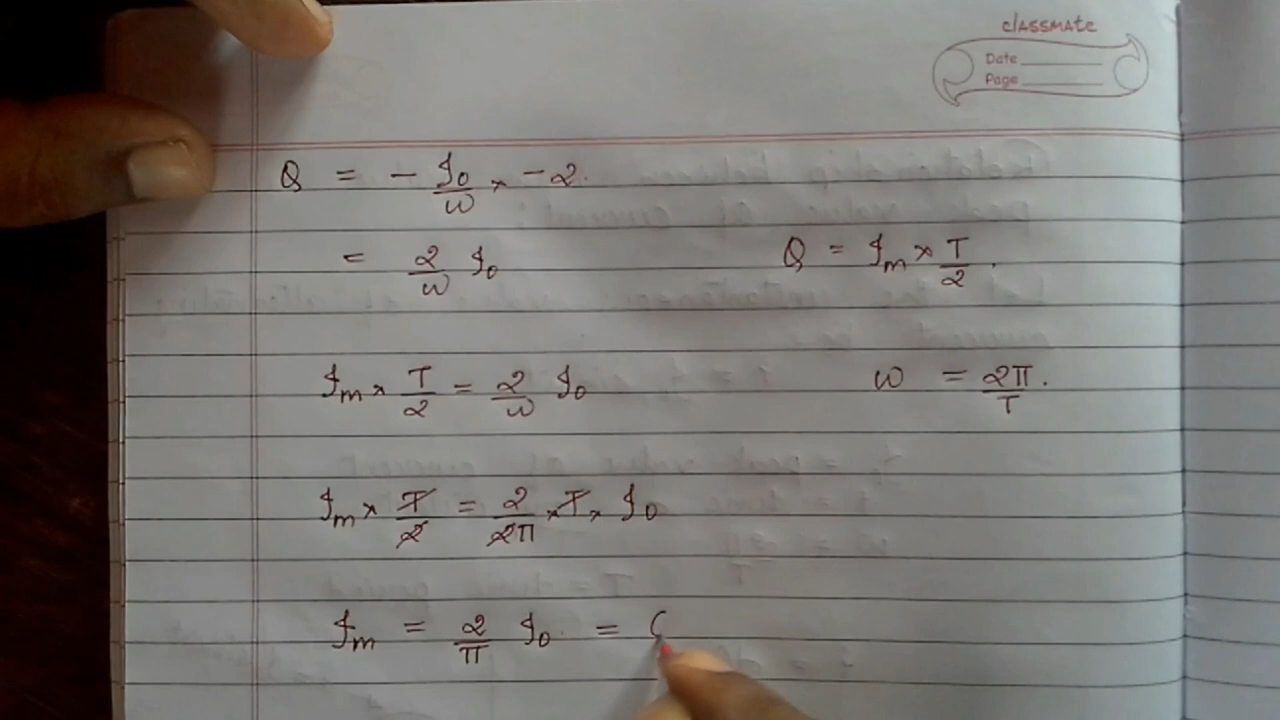 classmate
Date
Page
Q = - I₀/ω × -2.
= 2/ω I₀
Q = Iₘ × T/2.
Iₘ × T/2 = 2/ω I₀
ω = 2π/T.
Iₘ × T/2 = 2/2π × T × I₀
Iₘ = 2/π I₀ =